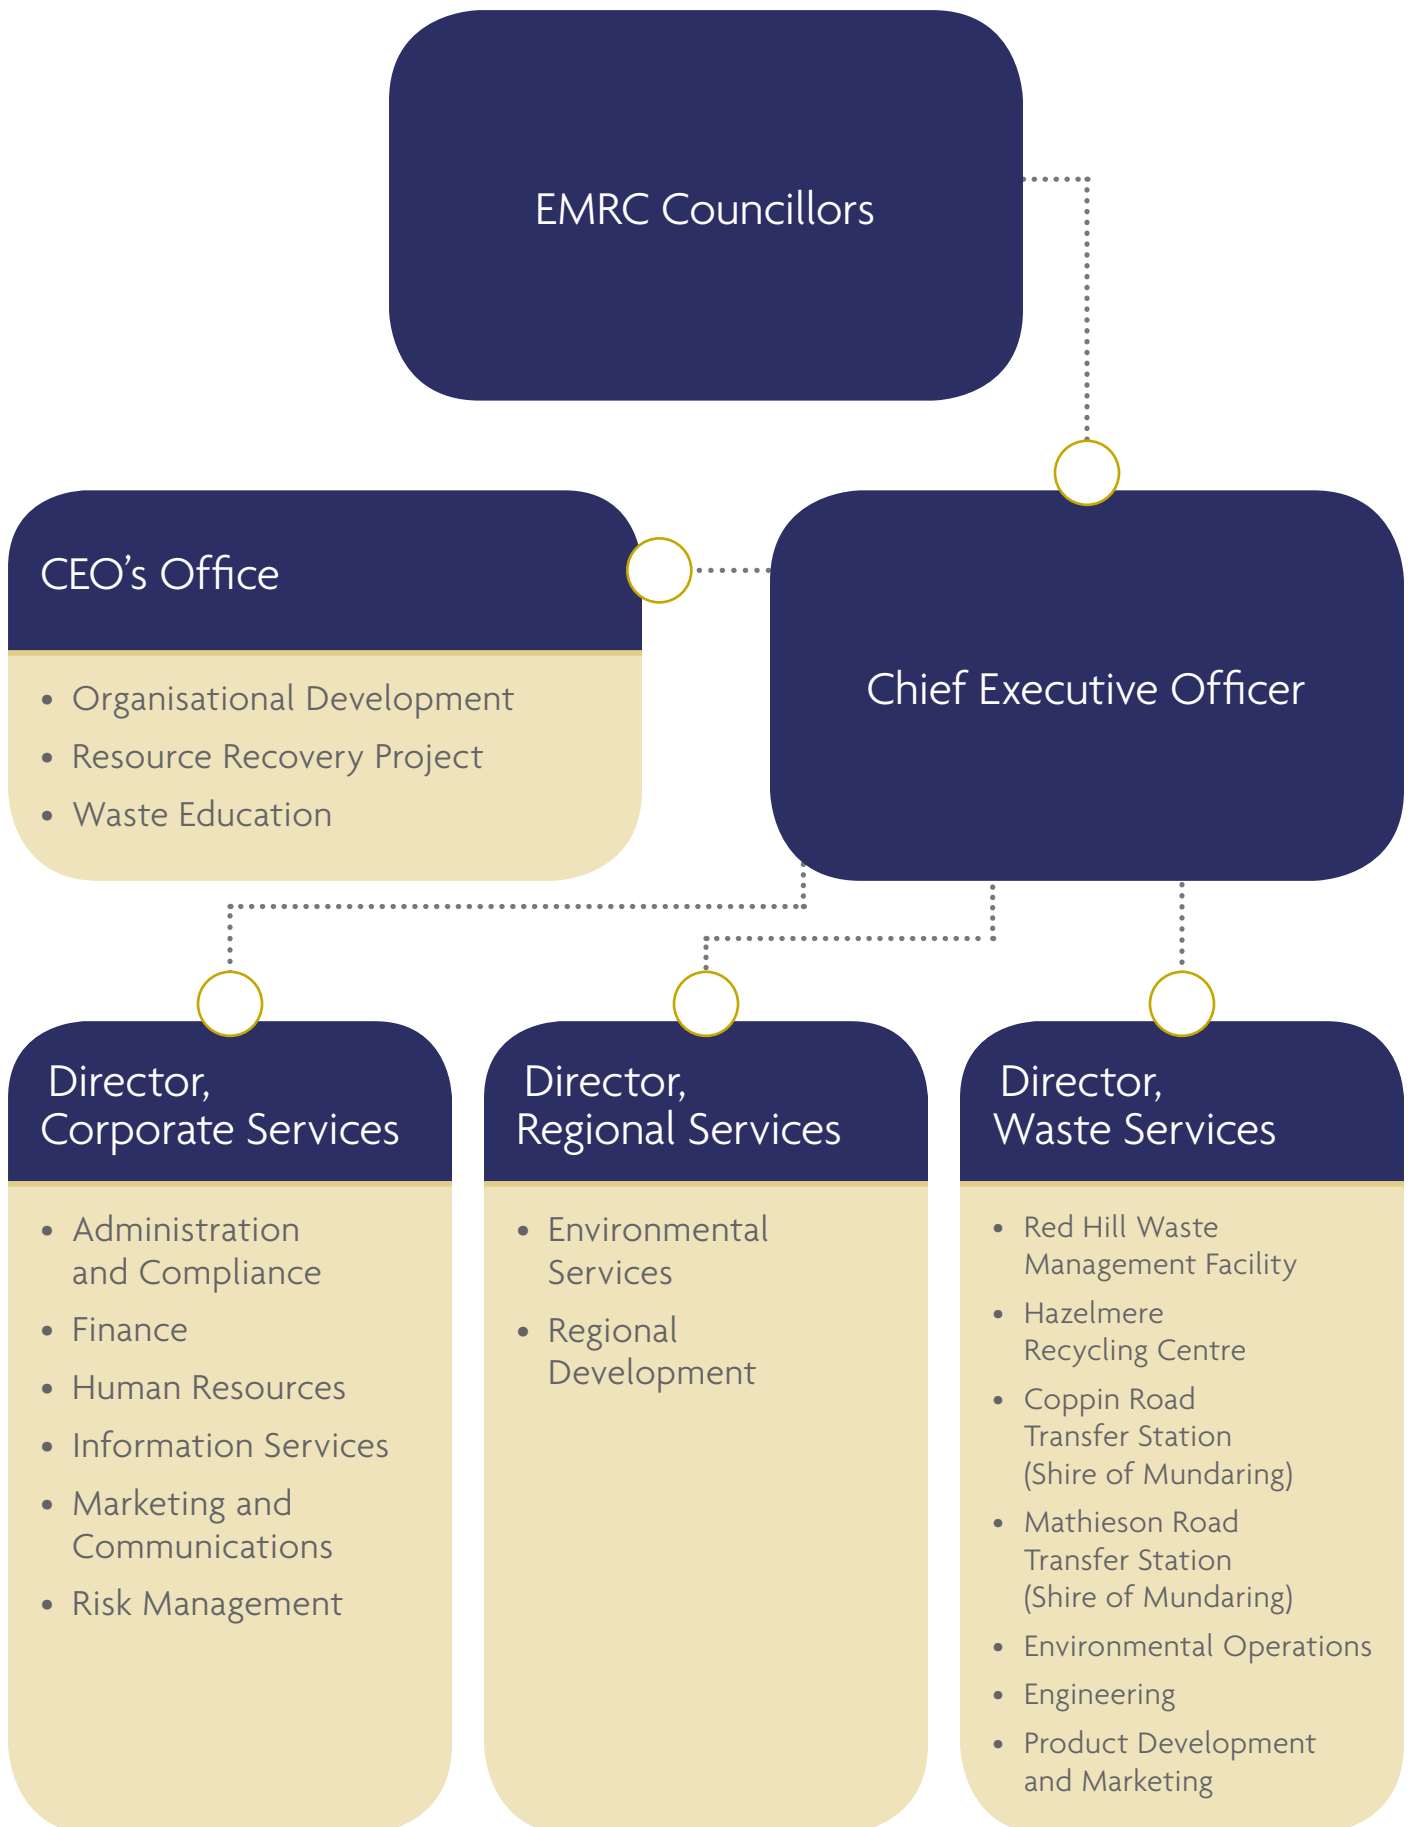 EMRC Councillors
CEO’s Office
• Organisational Development
• Resource Recovery Project
• Waste Education
Chief Executive Officer
Director,
Corporate Services
• Administration
and Compliance
• Finance
• Human Resources
• Information Services
• Marketing and
Communications
• Risk Management
Director,
Regional Services
• Environmental
Services
• Regional
Development
Director,
Waste Services
• Red Hill Waste
Management Facility
• Hazelmere
Recycling Centre
• Coppin Road
Transfer Station
(Shire of Mundaring)
• Mathieson Road
Transfer Station
(Shire of Mundaring)
• Environmental Operations
• Engineering
• Product Development
and Marketing